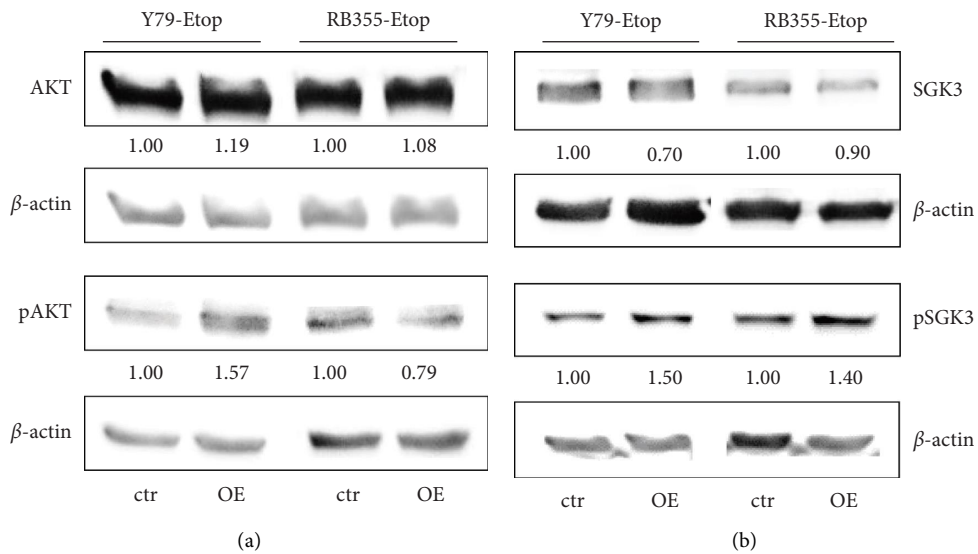 Y79-Etop RB355-Etop
AKT
1.00 1.19 1.00 1.08
β-actin
pAKT
1.00 1.57 1.00 0.79
β-actin
ctr OE ctr OE
(a)
Y79-Etop RB355-Etop
SGK3
1.00 0.70 1.00 0.90
β-actin
pSGK3
1.00 1.50 1.00 1.40
β-actin
ctr OE ctr OE
(b)